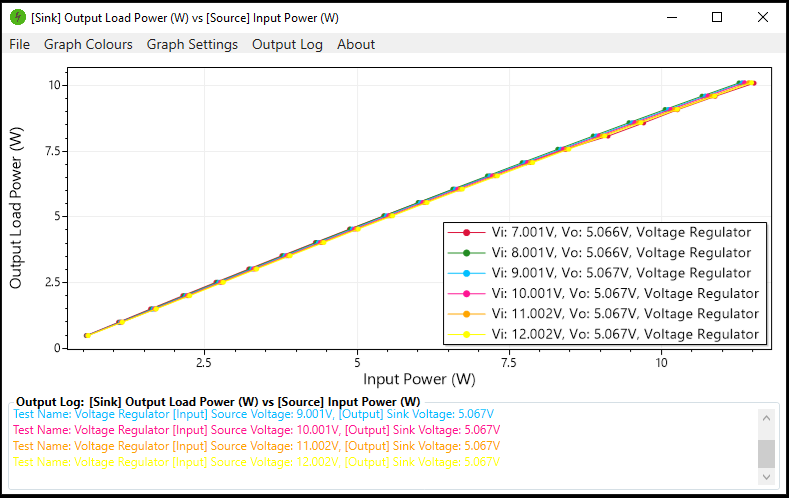 [Sink] Output Load Power (W) vs [Source] Input Power (W)
File Graph Colours Graph Settings Output Log About
Output Load Power (W)
10
7.5
5
2.5
0
Vi: 7.001V, Vo: 5.066V, Voltage Regulator
Vi: 8.001V, Vo: 5.066V, Voltage Regulator
Vi: 9.001V, Vo: 5.067V, Voltage Regulator
Vi: 10.001V, Vo: 5.067V, Voltage Regulator
Vi: 11.002V, Vo: 5.067V, Voltage Regulator
Vi: 12.002V, Vo: 5.067V, Voltage Regulator
2.5 5 7.5 10
Input Power (W)
Output Log: [Sink] Output Load Power (W) vs [Source] Input Power (W)
Test Name: Voltage Regulator [Input] Source Voltage: 9.001V, [Output] Sink Voltage: 5.067V
Test Name: Voltage Regulator [Input] Source Voltage: 10.001V, [Output] Sink Voltage: 5.067V
Test Name: Voltage Regulator [Input] Source Voltage: 11.002V, [Output] Sink Voltage: 5.067V
Test Name: Voltage Regulator [Input] Source Voltage: 12.002V, [Output] Sink Voltage: 5.067V